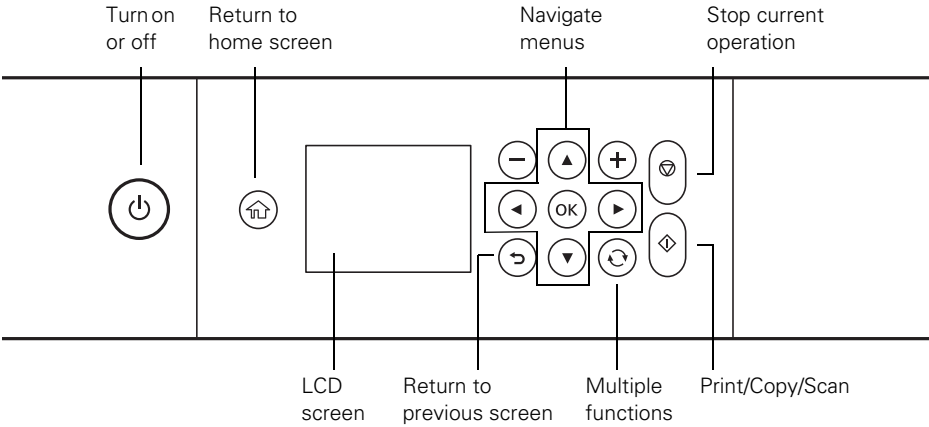 Turn on
or off
Return to
home screen
Navigate
menus
Stop current
operation
OK
LCD
screen
Return to
previous screen
Multiple
functions
Print/Copy/Scan